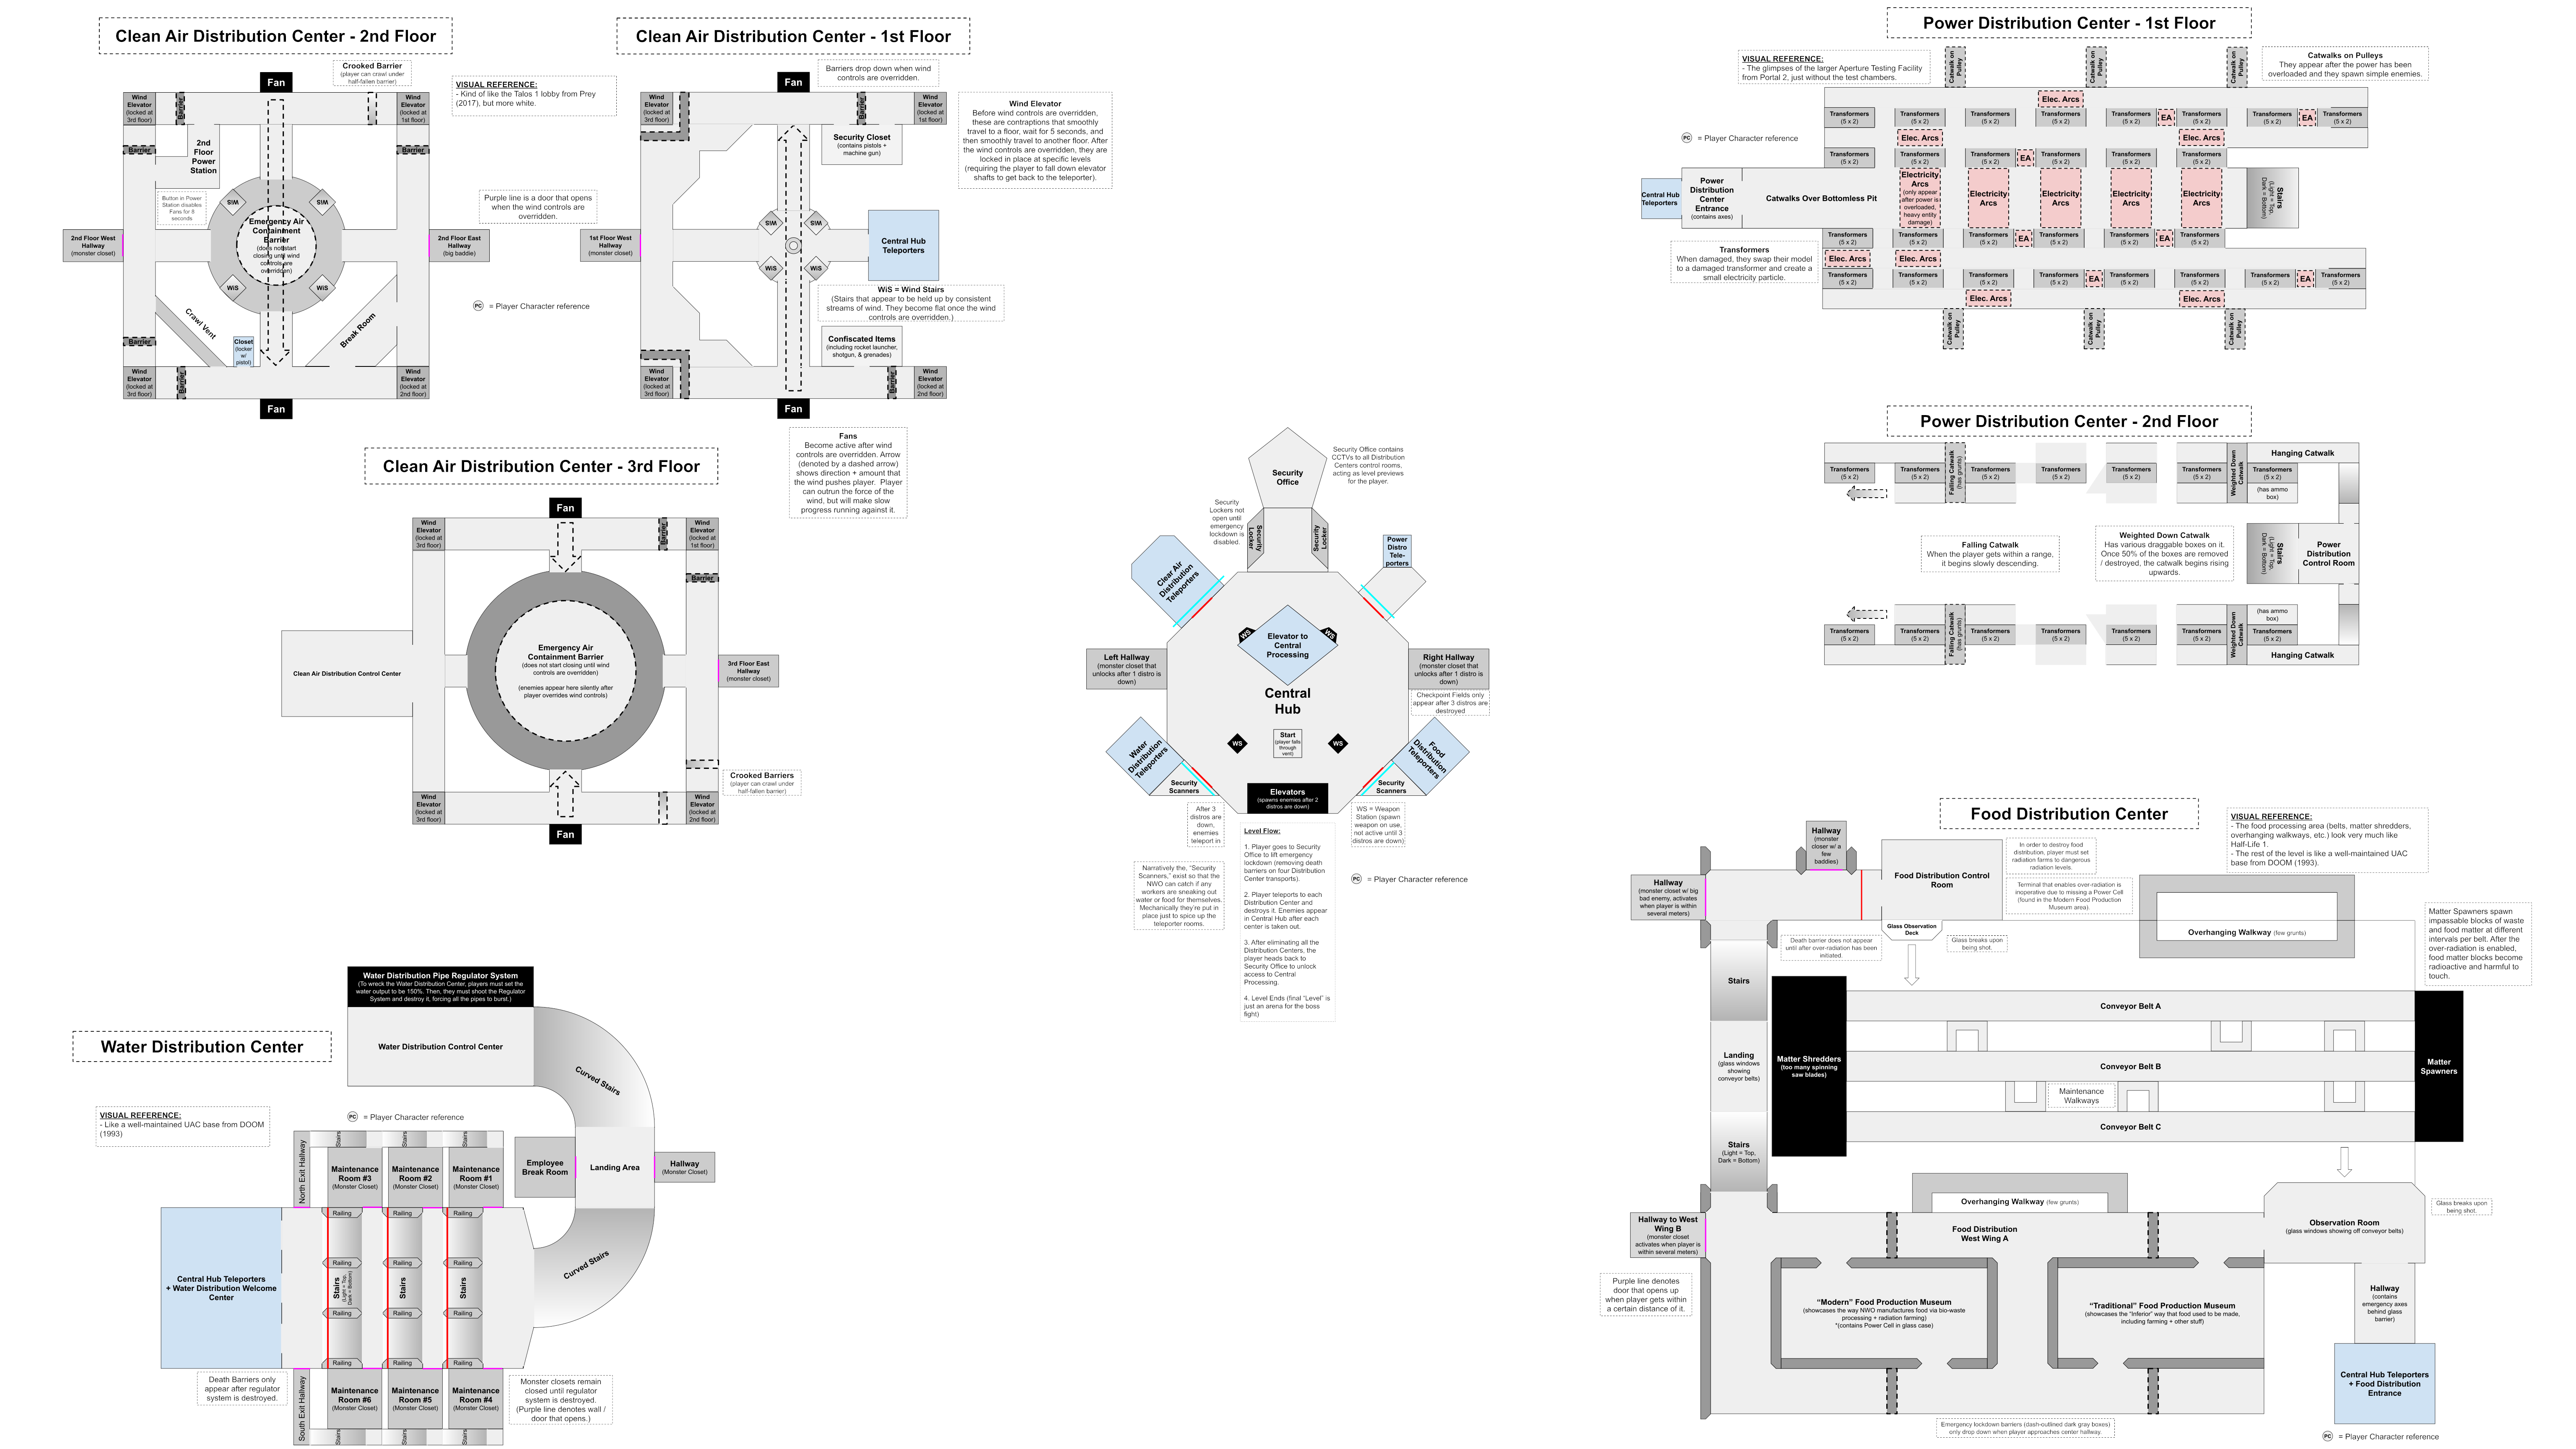 Clean Air Distribution Center - 2nd Floor
Crooked Barrier
(player can crawl under
half-fallen barrier)
VISUAL REFERENCE:
- Kind of like the Talos 1 lobby from Prey
(2017), but more white.
Fan
Wind
Elevator
(locked at
3rd floor)
Barrier
Wind
Elevator
(locked at
1st floor)
Barrier
2nd
Floor
Power
Station
Barrier
Button in Power
Station disables
Fans for 8
seconds
WiS
WiS
Emergency Air
Containment
Barrier
(does not start
closing until wind
controls are
overridden)
2nd Floor West
Hallway
(monster closet)
2nd Floor East
Hallway
(big baddie)
WiS
WiS
Crawl Vent
Closet
(locker
w/
pistol)
Break Room
Barrier
Wind
Elevator
(locked at
3rd floor)
Barrier
Wind
Elevator
(locked at
2nd floor)
Fan
Purple line is a door that opens
when the wind controls are
overridden.
PC = Player Character reference
Clean Air Distribution Center - 1st Floor
Barriers drop down when wind
controls are overridden.
Fan
Wind
Elevator
(locked at
3rd floor)
Barrier
Wind
Elevator
(locked at
1st floor)
Security Closet
(contains pistols +
machine gun)
Wind Elevator
Before wind controls are overridden,
these are contraptions that smoothly
travel to a floor, wait for 5 seconds, and
then smoothly travel to another floor. After
the wind controls are overridden, they are
locked in place at specific levels
(requiring the player to fall down elevator
shafts to get back to the teleporter).
1st Floor West
Hallway
(monster closet)
WiS
WiS
WiS
WiS
Central Hub
Teleporters
WiS = Wind Stairs
(Stairs that appear to be held up by consistent
streams of wind. They become flat once the wind
controls are overridden.)
Confiscated Items
(including rocket launcher,
shotgun, & grenades)
Wind
Elevator
(locked at
3rd floor)
Barrier
Wind
Elevator
(locked at
2nd floor)
Fan
Fans
Become active after wind
controls are overridden. Arrow
(denoted by a dashed arrow)
shows direction + amount that
the wind pushes player. Player
can outrun the force of the
wind, but will make slow
progress running against it.
Clean Air Distribution Center - 3rd Floor
Fan
Wind
Elevator
(locked at
3rd floor)
Barrier
Wind
Elevator
(locked at
1st floor)
Barrier
Clean Air Distribution Control Center
Emergency Air
Containment Barrier
(does not start closing until wind
controls are overridden)
(enemies appear here silently after
player overrides wind controls)
3rd Floor East
Hallway
(monster closet)
Crooked Barriers
(player can crawl under
half-fallen barrier)
Wind
Elevator
(locked at
3rd floor)
Wind
Elevator
(locked at
2nd floor)
Fan
Security
Office
Security Office contains
CCTVs to all Distribution
Centers control rooms,
acting as level previews
for the player.
Security
Lockers not
open until
emergency
lockdown is
disabled.
Security
Locker
Security
Locker
Clear Air
Distribution
Teleporters
Power
Distro
Tele-
porters
WS
WS
Elevator to
Central
Processing
Left Hallway
(monster closet that
unlocks after 1 distro is
down)
Right Hallway
(monster closet that
unlocks after 1 distro is
down)
Central
Hub
Checkpoint Fields only
appear after 3 distros are
destroyed
WS
Start
(player falls
through
vent)
WS
Water
Distribution
Teleporters
Food
Distribution
Teleporters
Security
Scanners
Elevators
(spawns enemies after 2
distros are down)
Security
Scanners
After 3
distros are
down,
enemies
teleport in
WS = Weapon
Station (spawn
weapon on use,
not active until 3
distros are down)
Narratively the, "Security
Scanners," exist so that the
NWO can catch if any
workers are sneaking out
water or food for themselves.
Mechanically they're put in
place just to spice up the
teleporter rooms.
Level Flow:
1. Player goes to Security
Office to lift emergency
lockdown (removing death
barriers on four Distribution
Center transports).
2. Player teleports to each
Distribution Center and
destroys it. Enemies appear
in Central Hub after each
center is taken out.
3. After eliminating all the
Distribution Centers, the
player heads back to
Security Office to unlock
access to Central
Processing.
4. Level Ends (final "Level" is
just an arena for the boss
fight)
PC = Player Character reference
Power Distribution Center - 1st Floor
VISUAL REFERENCE:
- The glimpses of the larger Aperture Testing Facility
from Portal 2, just without the test chambers.
Catwalk on
Pulley
Catwalk on
Pulley
Catwalk on
Pulley
Catwalks on Pulleys
They appear after the power has been
overloaded and they spawn simple enemies.
PC = Player Character reference
Elec. Arcs
Transformers
(5 x 2)
Transformers
(5 x 2)
Transformers
(5 x 2)
Transformers
(5 x 2)
Transformers
(5 x 2)
EA
Transformers
(5 x 2)
Transformers
(5 x 2)
EA
Transformers
(5 x 2)
Elec. Arcs
Elec. Arcs
Transformers
(5 x 2)
Transformers
(5 x 2)
Transformers
(5 x 2)
EA
Transformers
(5 x 2)
Transformers
(5 x 2)
Transformers
(5 x 2)
Central Hub
Teleporters
Power
Distribution
Center
Entrance
(contains axes)
Catwalks Over Bottomless Pit
Electricity
Arcs
(only appear
after power is
overloaded,
heavy entity
damage)
Electricity
Arcs
Electricity
Arcs
Electricity
Arcs
Electricity
Arcs
Stairs
(Light = Top,
Dark = Bottom)
Transformers
When damaged, they swap their model
to a damaged transformer and create a
small electricity particle.
Transformers
(5 x 2)
Transformers
(5 x 2)
Transformers
(5 x 2)
EA
Transformers
(5 x 2)
Transformers
(5 x 2)
EA
Transformers
(5 x 2)
Elec. Arcs
Elec. Arcs
Transformers
(5 x 2)
Transformers
(5 x 2)
Transformers
(5 x 2)
Transformers
(5 x 2)
EA
Transformers
(5 x 2)
Transformers
(5 x 2)
Transformers
(5 x 2)
EA
Transformers
(5 x 2)
Elec. Arcs
Elec. Arcs
Catwalk on
Pulley
Catwalk on
Pulley
Catwalk on
Pulley
Power Distribution Center - 2nd Floor
Hanging Catwalk
Transformers
(5 x 2)
Transformers
(5 x 2)
Falling Catwalk
(has grunts)
Transformers
(5 x 2)
Transformers
(5 x 2)
Transformers
(5 x 2)
Weighted Down
Catwalk
Transformers
(5 x 2)
(has ammo
box)
Falling Catwalk
When the player gets within a range,
it begins slowly descending.
Weighted Down Catwalk
Has various draggable boxes on it.
Once 50% of the boxes are removed
/ destroyed, the catwalk begins rising
upwards.
Stairs
(Light = Top,
Dark = Bottom)
Power
Distribution
Control Room
Transformers
(5 x 2)
Transformers
(5 x 2)
Falling Catwalk
(has grunts)
Transformers
(5 x 2)
Transformers
(5 x 2)
Transformers
(5 x 2)
Weighted Down
Catwalk
(has ammo
box)
Transformers
(5 x 2)
Hanging Catwalk
Food Distribution Center
VISUAL REFERENCE:
- The food processing area (belts, matter shredders,
overhanging walkways, etc.) look very much like
Half-Life 1.
- The rest of the level is like a well-maintained UAC
base from DOOM (1993).
Hallway
(monster
closer w/ a
few
baddies)
Food Distribution Control
Room
In order to destroy food
distribution, player must set
radiation farms to dangerous
radiation levels.
Terminal that enables over-radiation is
inoperative due to missing a Power Cell
(found in the Modern Food Production
Museum area).
Hallway
(monster closet w/ big
bad enemy, activates
when player is within
several meters)
Glass Observation
Deck
Death barrier does not appear
until after over-radiation has been
initiated.
Glass breaks upon
being shot.
Overhanging Walkway (few grunts)
Matter Spawners spawn
impassable blocks of waste
and food matter at different
intervals per belt. After the
over-radiation is enabled,
food matter blocks become
radioactive and harmful to
touch.
Stairs
Landing
(glass windows
showing
conveyor belts)
Stairs
(Light = Top,
Dark = Bottom)
Matter Shredders
(too many spinning
saw blades)
Conveyor Belt A
Conveyor Belt B
Maintenance
Walkways
Conveyor Belt C
Matter
Spawners
Overhanging Walkway (few grunts)
Hallway to West
Wing B
(monster closet
activates when player is
within several meters)
Food Distribution
West Wing A
Observation Room
(glass windows showing off conveyor belts)
Glass breaks upon
being shot.
Purple line denotes
door that opens up
when player gets within
a certain distance of it.
"Modern" Food Production Museum
(showcases the way NWO manufactures food via bio-waste
processing + radiation farming)
*(contains Power Cell in glass case)
"Traditional" Food Production Museum
(showcases the "Inferior" way that food used to be made,
including farming + other stuff)
Hallway
(contains
emergency axes
behind glass
barrier)
Central Hub Teleporters
+ Food Distribution
Entrance
Emergency lockdown barriers (dash-outlined dark gray boxes)
only drop down when player approaches center hallway.
PC = Player Character reference
Water Distribution Center
Water Distribution Pipe Regulator System
(To wreck the Water Distribution Center, players must set the
water output to be 150%. Then, they must shoot the Regulator
System and destroy it, forcing all the pipes to burst.)
Water Distribution Control Center
Curved Stairs
VISUAL REFERENCE:
- Like a well-maintained UAC base from DOOM
(1993)
PC = Player Character reference
Employee
Break Room
Landing Area
Hallway
(Monster Closet)
North Exit Hallway
Stairs
Stairs
Stairs
Maintenance
Room #3
(Monster Closet)
Maintenance
Room #2
(Monster Closet)
Maintenance
Room #1
(Monster Closet)
Railing
Railing
Railing
Curved Stairs
Railing
Railing
Railing
Central Hub Teleporters
+ Water Distribution Welcome
Center
Stairs
(Light = Top,
Dark = Bottom)
Stairs
Stairs
Railing
Railing
Railing
Railing
Railing
Railing
Death Barriers only
appear after regulator
system is destroyed.
South Exit Hallway
Maintenance
Room #6
(Monster Closet)
Maintenance
Room #5
(Monster Closet)
Maintenance
Room #4
(Monster Closet)
Stairs
Stairs
Stairs
Monster closets remain
closed until regulator
system is destroyed.
(Purple line denotes wall /
door that opens.)